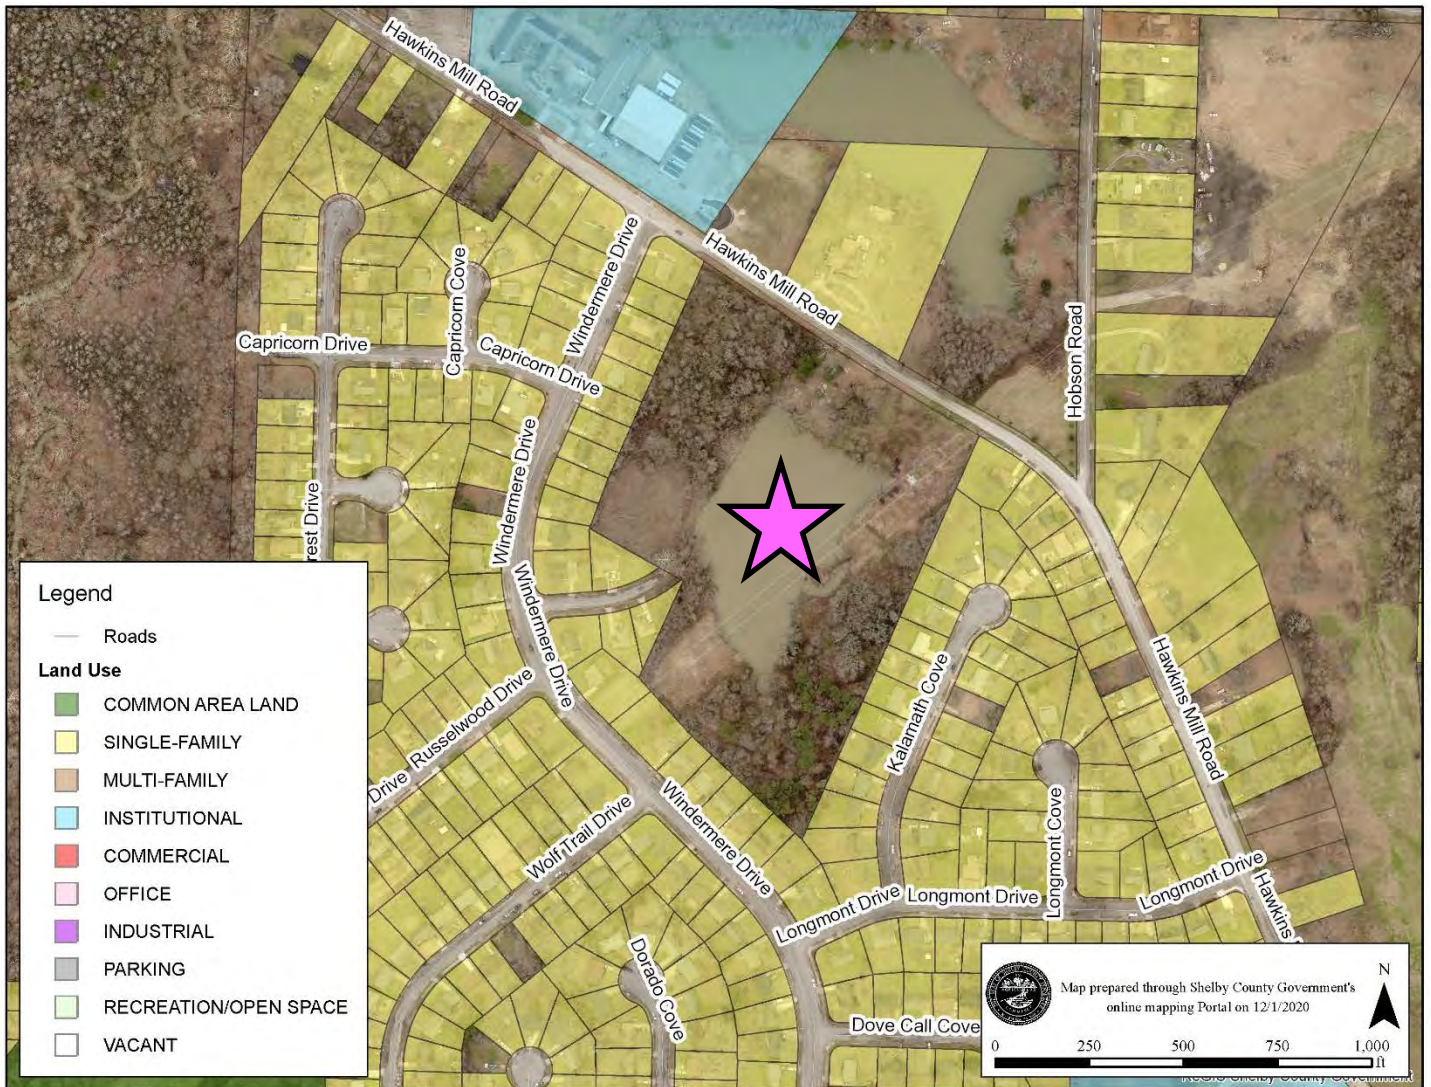 Hawkins Mill Road
Windermere Drive
Hawkins Mill Road
Capricorn Cove
Capricorn Drive
Capricorn Drive
Hobson Road
Windermere Drive
rest Drive
Windermere Drive
Russelwood Drive
Drive
Kalamath Cove
Hawkins Mill Road
Wolf Trail Drive
Windermere Drive
Longmont Cove
Longmont Drive
Longmont Drive
Longmont Drive
Hawkins
Dorado Cove
Dove Call Cove
Legend
Roads
Land Use
COMMON AREA LAND
SINGLE-FAMILY
MULTI-FAMILY
INSTITUTIONAL
COMMERCIAL
OFFICE
INDUSTRIAL
PARKING
RECREATION/OPEN SPACE
VACANT
Map prepared through Shelby County Government's
online mapping Portal on 12/1/2020
N
0 250 500 750 1,000
ft